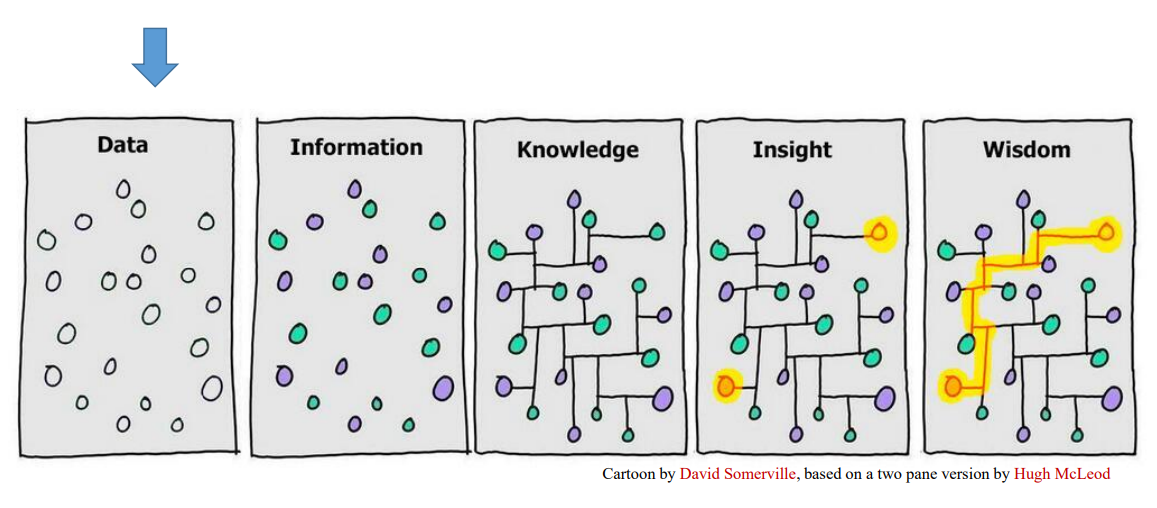 Data
Information
Knowledge
Insight
Wisdom
Cartoon by David Somerville, based on a two pane version by Hugh McLeod